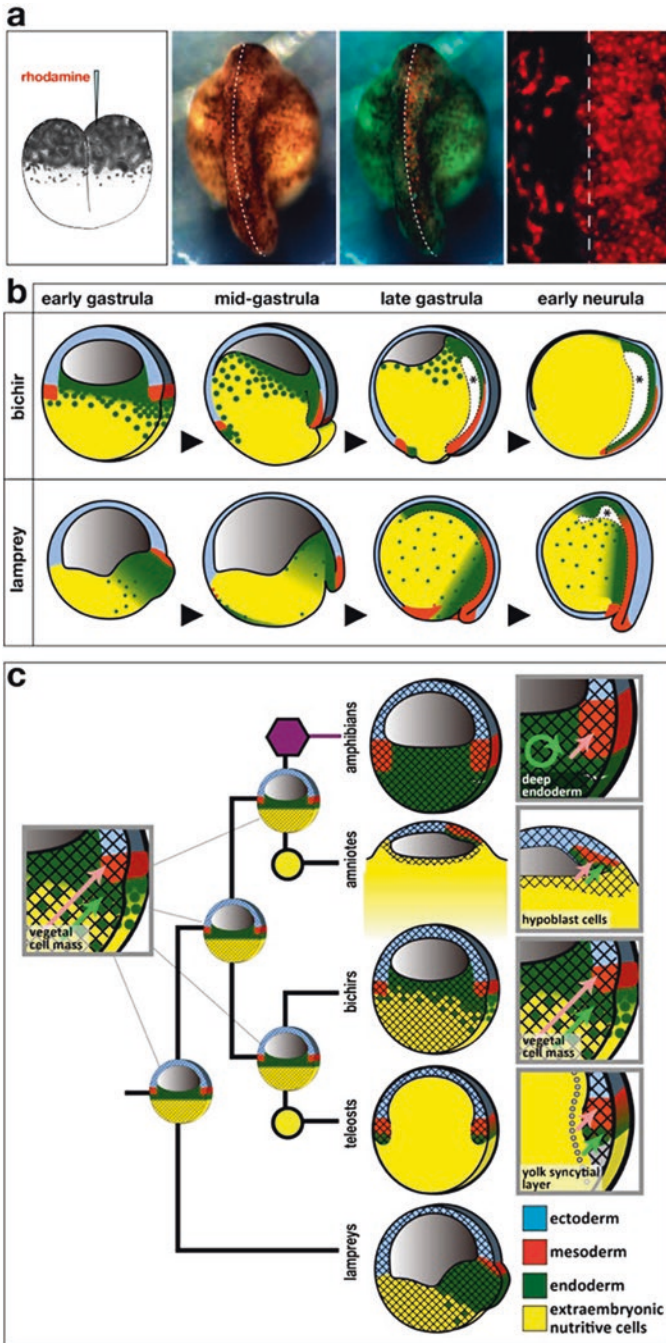 a
rhodamine
b
early gastrula
mid-gastrula
late gastrula
early neurula
bichir
*
*
lamprey
*
c
amphibians
deep
endoderm
vegetal
cell mass
amniotes
hypoblast cells
bichirs
vegetal
cell mass
teleosts
yolk syncytial
layer
lampreys
ectoderm
mesoderm
endoderm
extraembryonic
nutritive cells